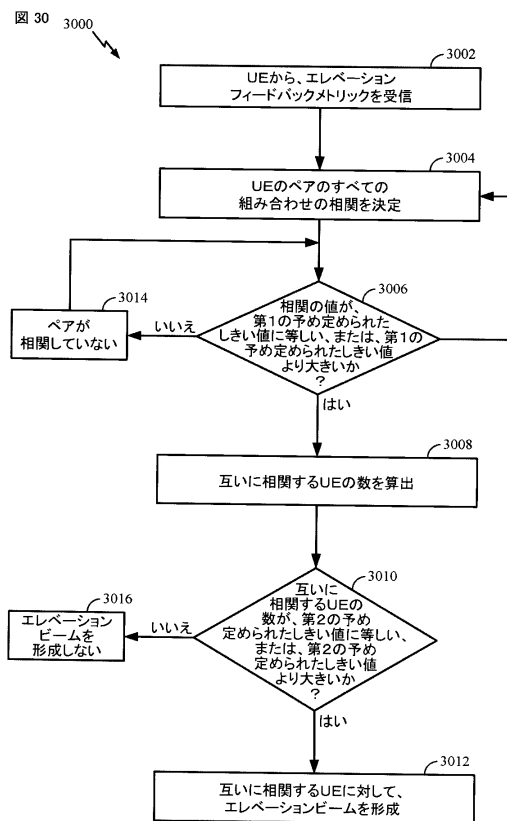 図 30
3000
3002
UEから、エレベーション
フィードバックメトリックを受信
3004
UEのペアのすべての
組み合わせの相関を決定
3006
相関の値が、
第1の予め定められた
しきい値に等しい、または、第1の
予め定められたしきい値
より大きいか
?
3014
ペアが
相関していない
いいえ
はい
3008
互いに相関するUEの数を算出
3010
互いに
相関するUEの
数が、第2の予め
定められたしきい値に等しい、
または、第2の予め
定められたしきい値
より大きいか
?
3016
エレベーション
ビームを
形成しない
いいえ
はい
3012
互いに相関するUEに対して、
エレベーションビームを形成